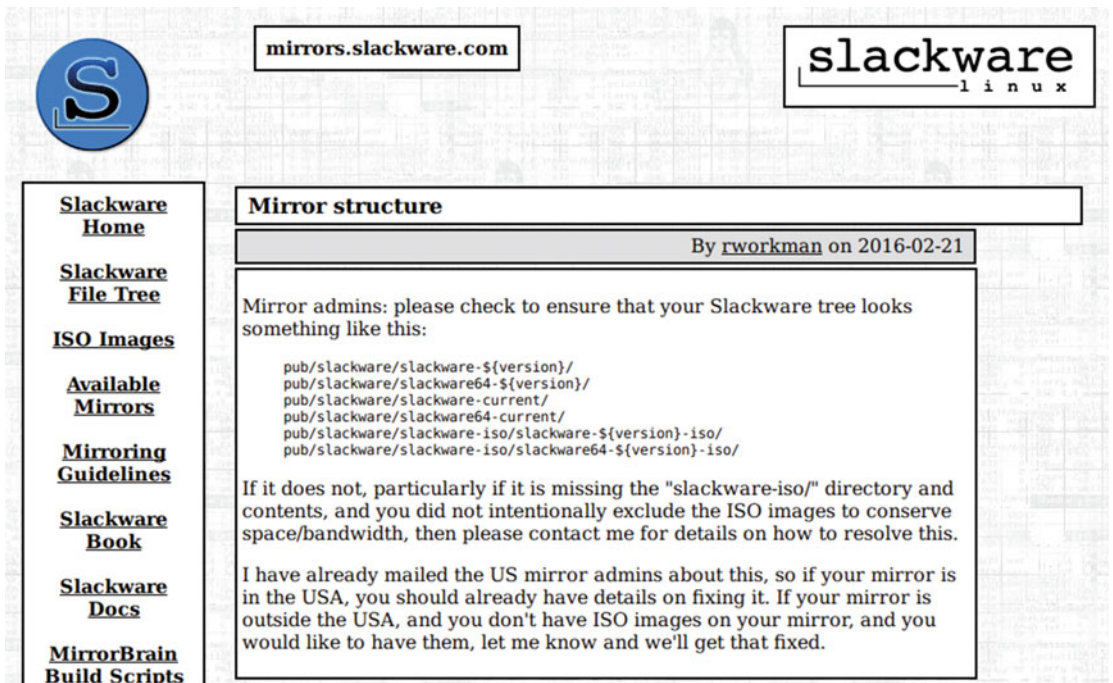 S
mirrors.slackware.com
slackware
linux
Slackware
Home
Slackware
File Tree
ISO Images
Available
Mirrors
Mirroring
Guidelines
Slackware
Book
Slackware
Docs
MirrorBrain
Build Scripts
Mirror structure
By rworkman on 2016-02-21
Mirror admins: please check to ensure that your Slackware tree looks
something like this:
pub/slackware/slackware-${version}/
pub/slackware/slackware64-${version}/
pub/slackware/slackware-current/
pub/slackware/slackware64-current/
pub/slackware/slackware-iso/slackware-${version}-iso/
pub/slackware/slackware-iso/slackware64-${version}-iso/
If it does not, particularly if it is missing the "slackware-iso/" directory and
contents, and you did not intentionally exclude the ISO images to conserve
space/bandwidth, then please contact me for details on how to resolve this.
I have already mailed the US mirror admins about this, so if your mirror is
in the USA, you should already have details on fixing it. If your mirror is
outside the USA, and you don't have ISO images on your mirror, and you
would like to have them, let me know and we'll get that fixed.